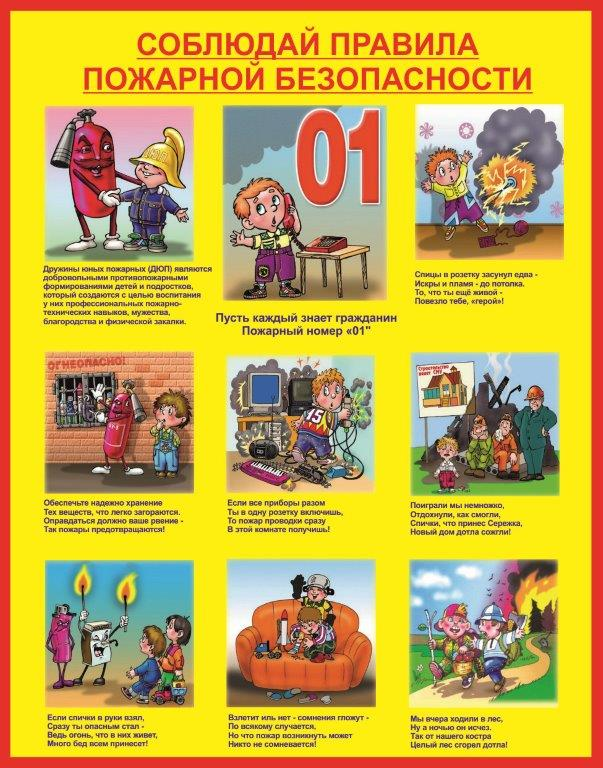 СОБЛЮДАЙ ПРАВИЛА
ПОЖАРНОЙ БЕЗОПАСНОСТИ
ДЮП
Дружины юных пожарных (ДЮП) являются
добровольными противопожарными
формированиями детей и подростков,
который создаются с целью воспитания
у них профессиональных пожарно-
технических навыков, мужества,
благородства и физической закалки.
01
Пусть каждый знает гражданин
Пожарный номер «01"
Спицы в розетку засунул едва -
Искры и пламя - до потолка.
То, что ты ещё живой -
Повезло тебе, «герой»!
ОГНЕОПАСНО!
Обеспечьте надежно хранение
Тех веществ, что легко загораются.
Оправдаться должно ваше рвение -
Так пожары предотвращаются!
15
Если все приборы разом
Ты в одну розетку включишь,
То пожар проводки сразу
В этой комнате получишь!
Строительство
ведет СМУ
Поиграли мы немножко,
Отдохнули, как смогли,
Спички, что принес Сережка,
Новый дом дотла сожгли!
Если спички в руки взял,
Сразу ты опасным стал -
Ведь огонь, что в них живет,
Много бед всем принесет!
Взлетит иль нет - сомнения гложут -
По всякому случается,
Но что пожар возникнуть может
Никто не сомневается!
Мы вчера ходили в лес,
Ну а ночью он исчез.
Так от нашего костра
Целый лес сгорел дотла!